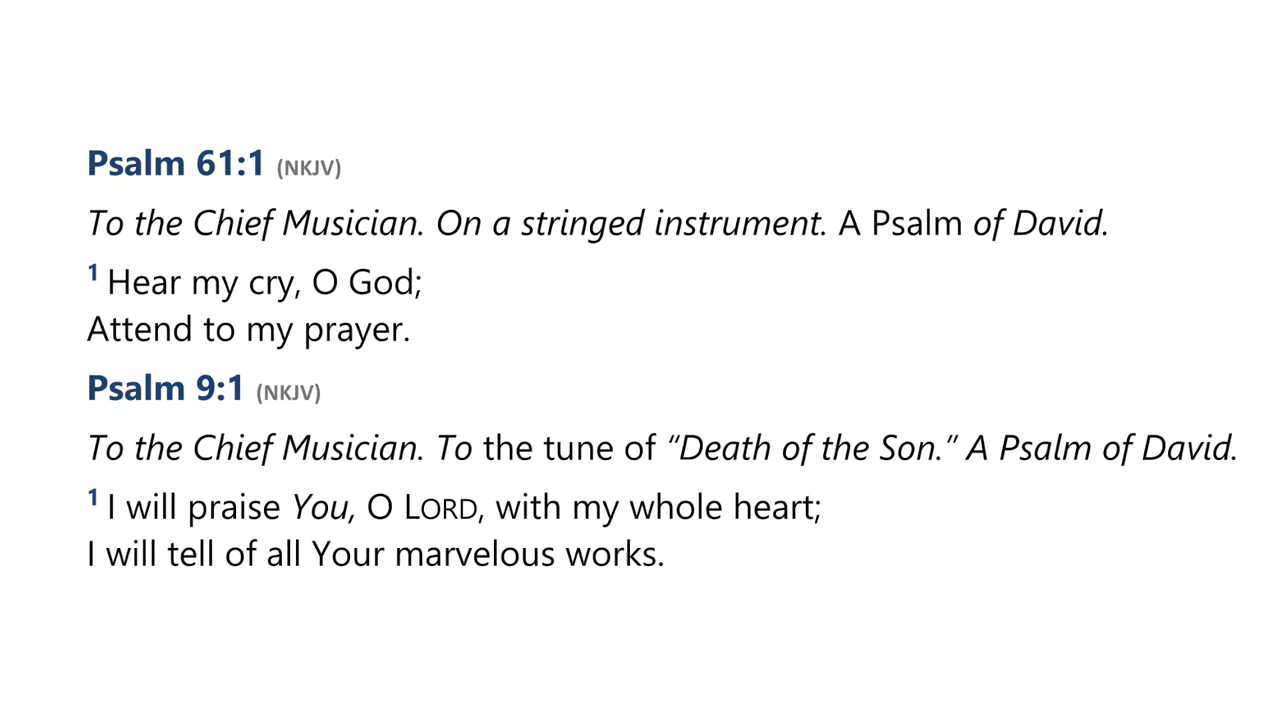 Psalm 61:1 (NKJV)
To the Chief Musician. On a stringed instrument. A Psalm of David.
1 Hear my cry, O God;
Attend to my prayer.
Psalm 9:1 (NKJV)
To the Chief Musician. To the tune of “Death of the Son.” A Psalm of David.
1 I will praise You, O LORD, with my whole heart;
I will tell of all Your marvelous works.